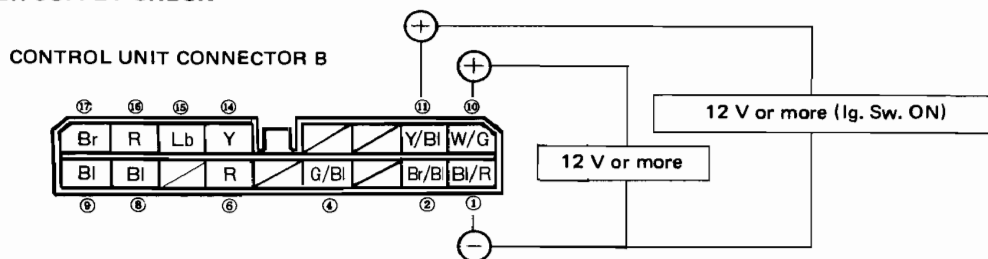 CONTROL UNIT CONNECTOR B
+
+
12 V or more (Ig. Sw. ON)
12 V or more
⑰ ⑯ ⑮ ⑭ ⑪ ⑩
Br R Lb Y Y/Bl W/G
Bl Bl R G/Bl Br/Bl Bl/R
⑨ ⑧ ⑥ ④ ② ①
−